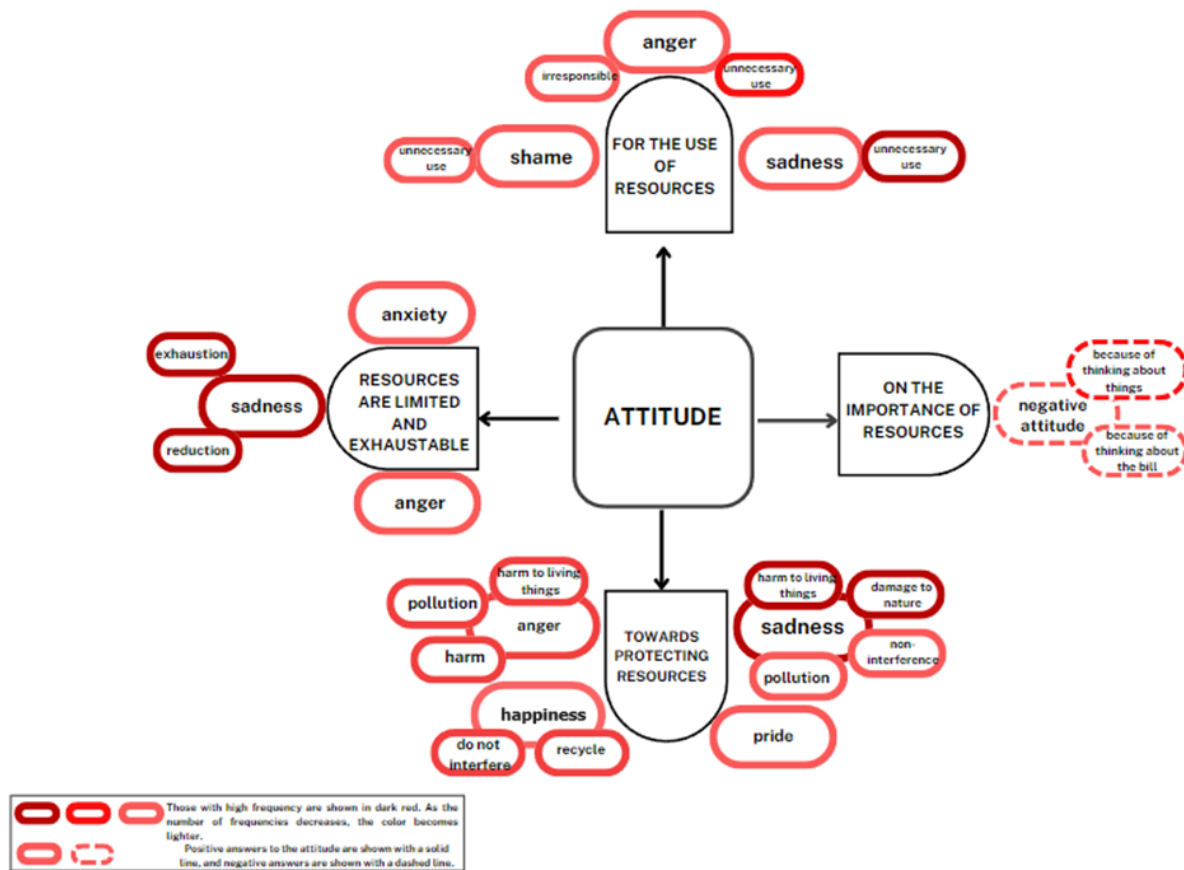 anger
irresponsible
unnecessary
use
FOR THE USE
OF
RESOURCES
unnecessary
use
shame
sadness
unnecessary
use
anxiety
exhaustion
sadness
reduction
RESOURCES
ARE LIMITED
AND
EXHAUSTABLE
anger
ATTITUDE
ON THE
IMPORTANCE OF
RESOURCES
because of
thinking about
things
negative
attitude
because of
thinking about
the bill
harm to living
things
pollution
anger
harm
happiness
do not
interfere
recycle
TOWARDS
PROTECTING
RESOURCES
harm to living
things
damage to
nature
sadness
non-
interference
pollution
pride
Those with high frequency are shown in dark red. As the
number of frequencies decreases, the color becomes
lighter.
Positive answers to the attitude are shown with a solid
line, and negative answers are shown with a dashed line.